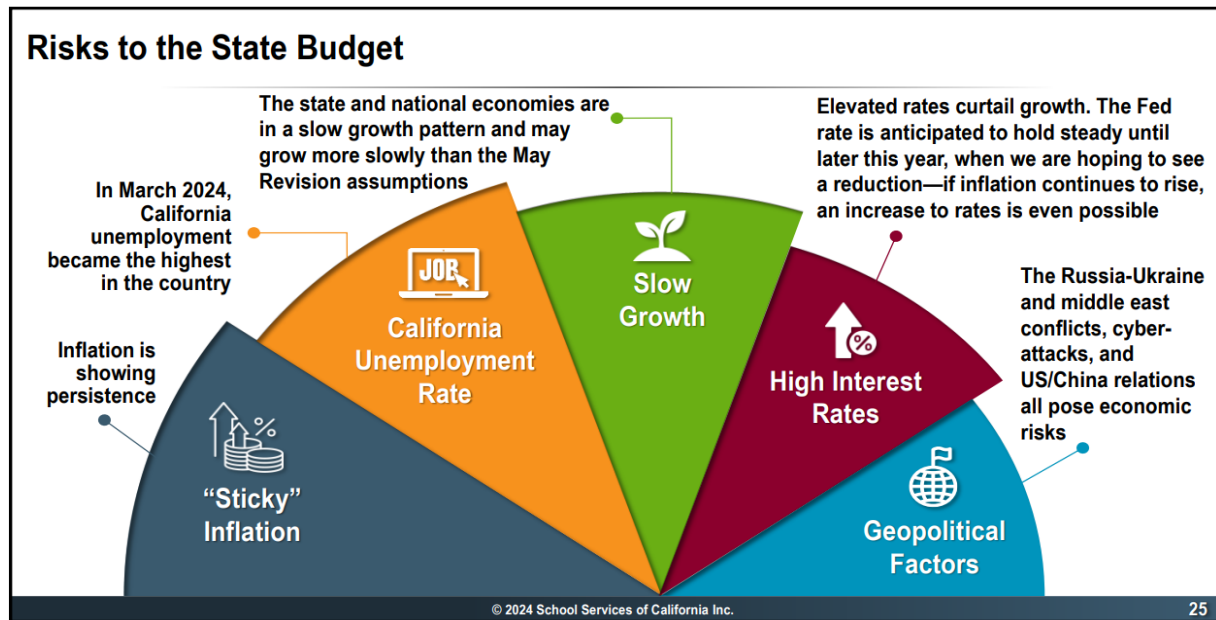 Risks to the State Budget
The state and national economies are
in a slow growth pattern and may
grow more slowly than the May
Revision assumptions
Elevated rates curtail growth. The Fed
rate is anticipated to hold steady until
later this year, when we are hoping to see
a reduction—if inflation continues to rise,
an increase to rates is even possible
In March 2024,
California
unemployment
became the highest
in the country
The Russia-Ukraine
and middle east
conflicts, cyber-
attacks, and
US/China relations
all pose economic
risks
Inflation is
showing
persistence
“Sticky”
Inflation
JOB
California
Unemployment
Rate
Slow
Growth
%
High Interest
Rates
Geopolitical
Factors
%
© 2024 School Services of California Inc.
25